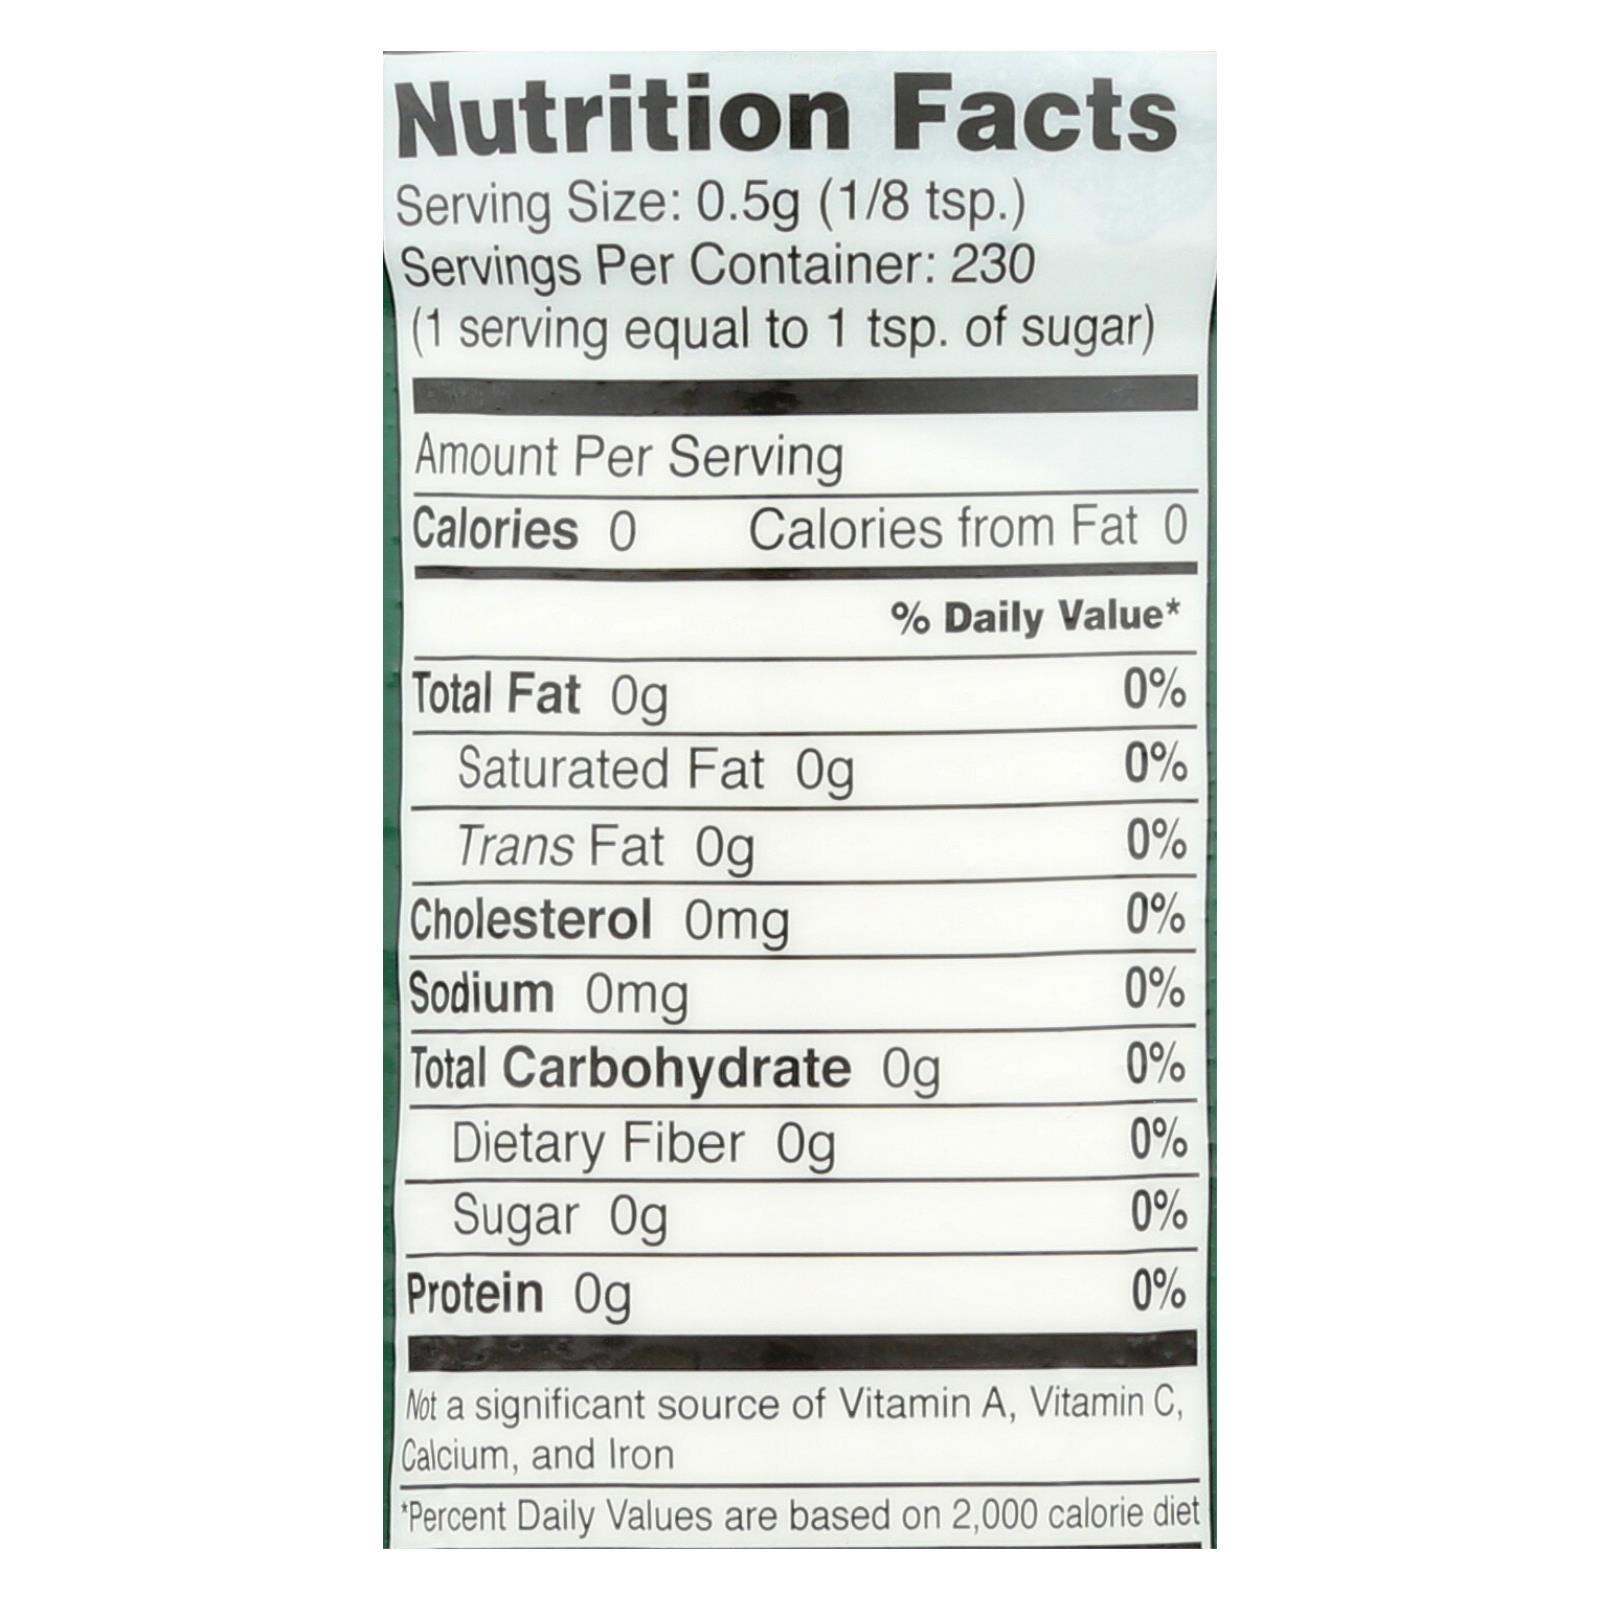 Nutrition Facts
Serving Size: 0.5g (1/8 tsp.)
Servings Per Container: 230
(1 serving equal to 1 tsp. of sugar)
Amount Per Serving
Calories 0 Calories from Fat 0
% Daily Value*
Total Fat 0g 0%
Saturated Fat 0g 0%
Trans Fat 0g 0%
Cholesterol 0mg 0%
Sodium 0mg 0%
Total Carbohydrate 0g 0%
Dietary Fiber 0g 0%
Sugar 0g 0%
Protein 0g 0%
Not a significant source of Vitamin A, Vitamin C,
Calcium, and Iron
*Percent Daily Values are based on 2,000 calorie diet